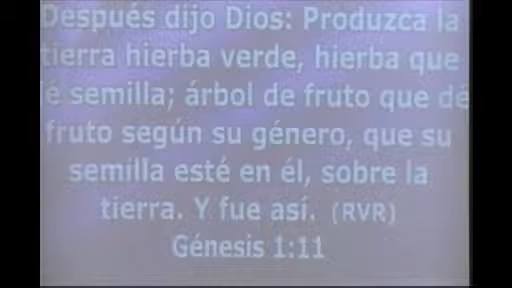 Después dijo Dios: Produzca la
tierra hierba verde, hierba que
dé semilla; árbol de fruto que dé
fruto según su género, que su
semilla esté en él, sobre la
tierra. Y fue así. (RVR)
Génesis 1:11